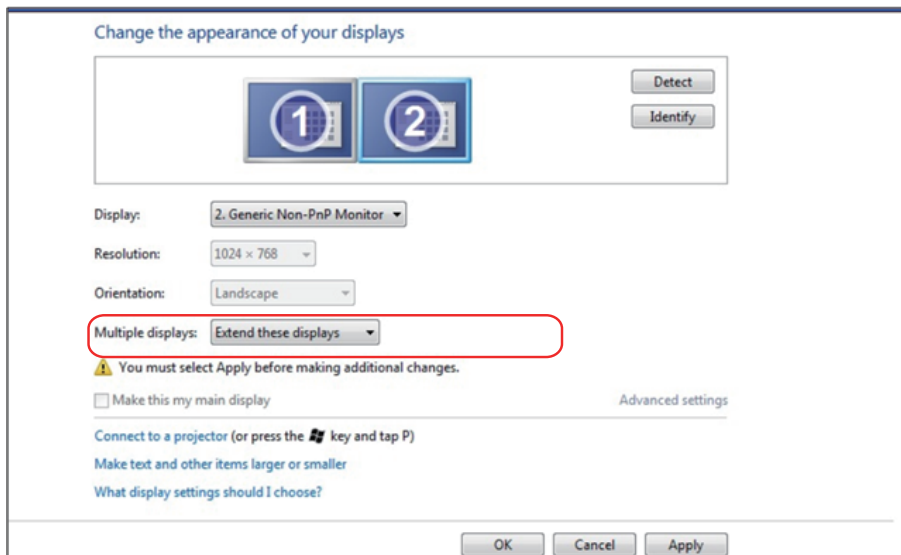 Change the appearance of your displays
1 2
Detect
Identify
Display: 2. Generic Non-PnP Monitor
Resolution: 1024 × 768
Orientation: Landscape
Multiple displays: Extend these displays
You must select Apply before making additional changes.
Make this my main display Advanced settings
Connect to a projector (or press the key and tap P)
Make text and other items larger or smaller
What display settings should I choose?
OK Cancel Apply